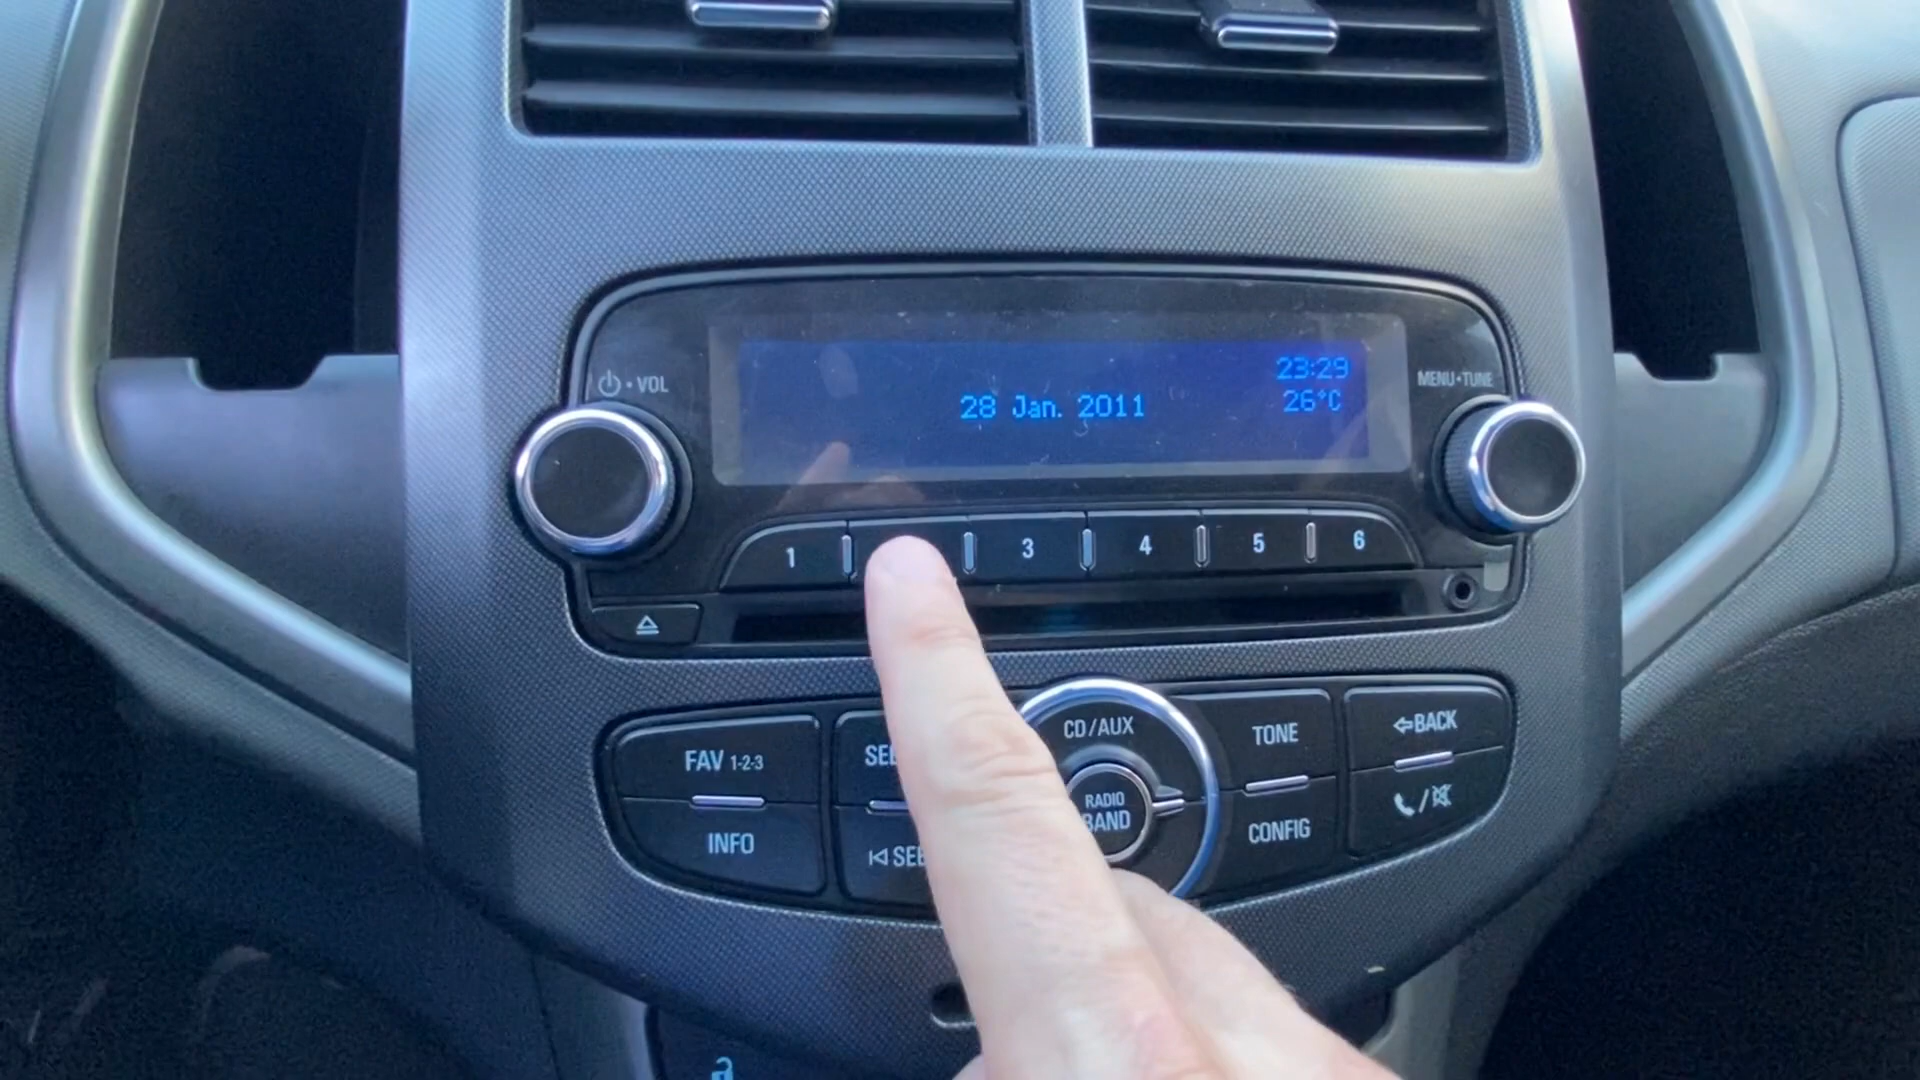 23:29
28 Jan. 2011
26°C
VOL
MENU•TUNE
1
3
4
5
6
FAV 1-2-3
CD/AUX
TONE
BACK
INFO
RADIO
BAND
CONFIG